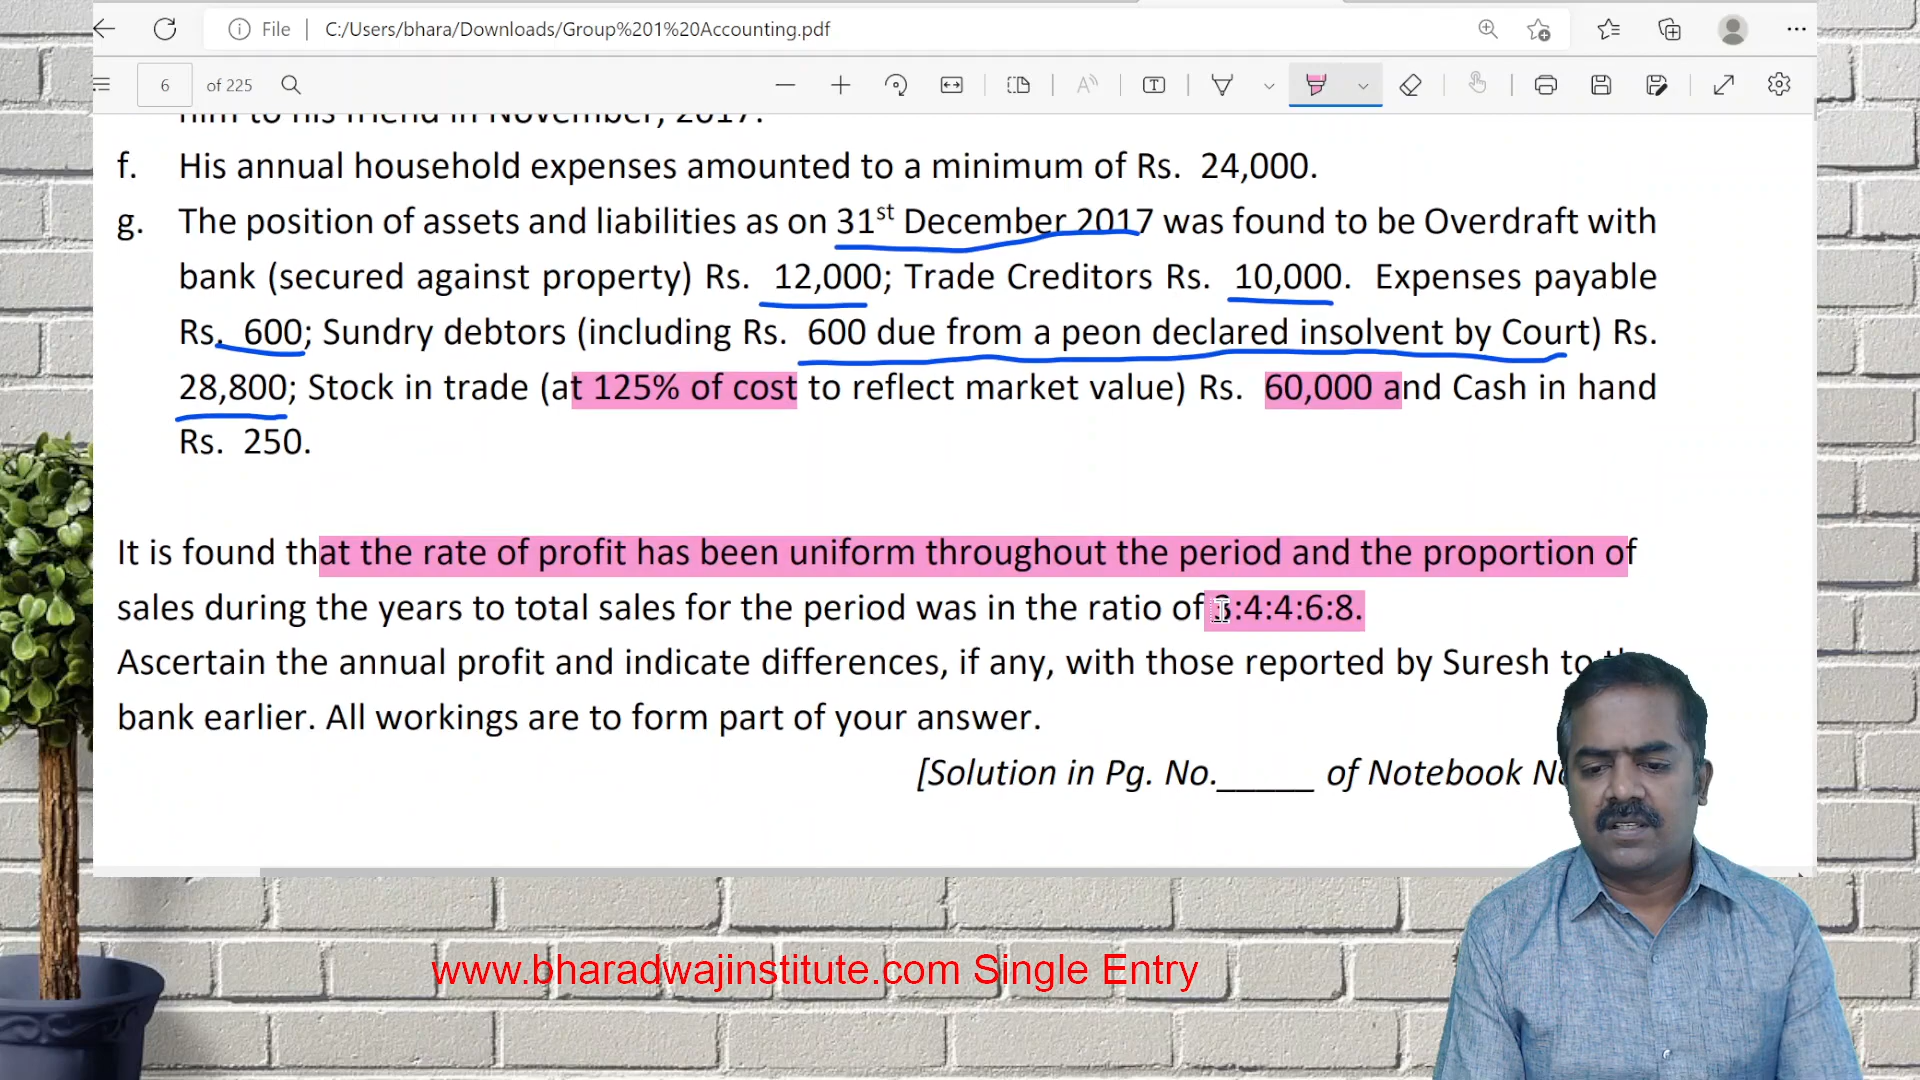 File C:/Users/bhara/Downloads/Group%201%20Accounting.pdf
6 of 225
him to his friend in November, 2017.
f. His annual household expenses amounted to a minimum of Rs. 24,000.
g. The position of assets and liabilities as on 31st December 2017 was found to be Overdraft with
bank (secured against property) Rs. 12,000; Trade Creditors Rs. 10,000. Expenses payable
Rs. 600; Sundry debtors (including Rs. 600 due from a peon declared insolvent by Court) Rs.
28,800; Stock in trade (at 125% of cost to reflect market value) Rs. 60,000 and Cash in hand
Rs. 250.
It is found that the rate of profit has been uniform throughout the period and the proportion of
sales during the years to total sales for the period was in the ratio of 3:4:4:6:8.
Ascertain the annual profit and indicate differences, if any, with those reported by Suresh to
bank earlier. All workings are to form part of your answer.
[Solution in Pg. No._____ of Notebook
www.bharadwajinstitute.com Single Entry